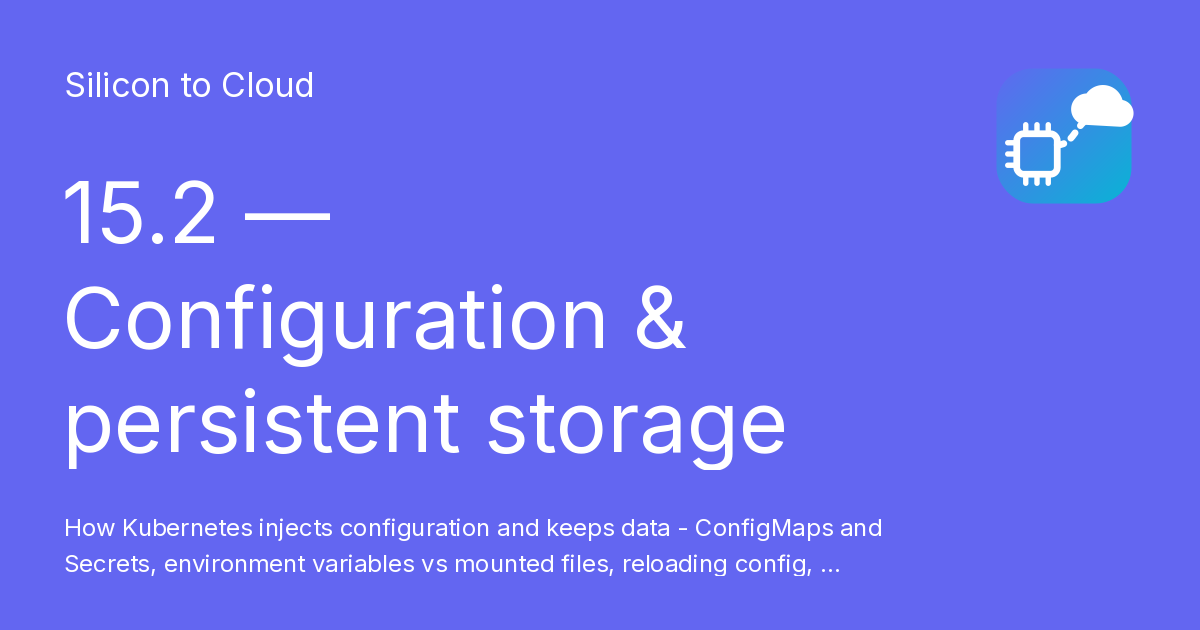 Silicon to Cloud
15.2 —
Configuration &
persistent storage
How Kubernetes injects configuration and keeps data - ConfigMaps and
Secrets, environment variables vs mounted files, reloading config, ...